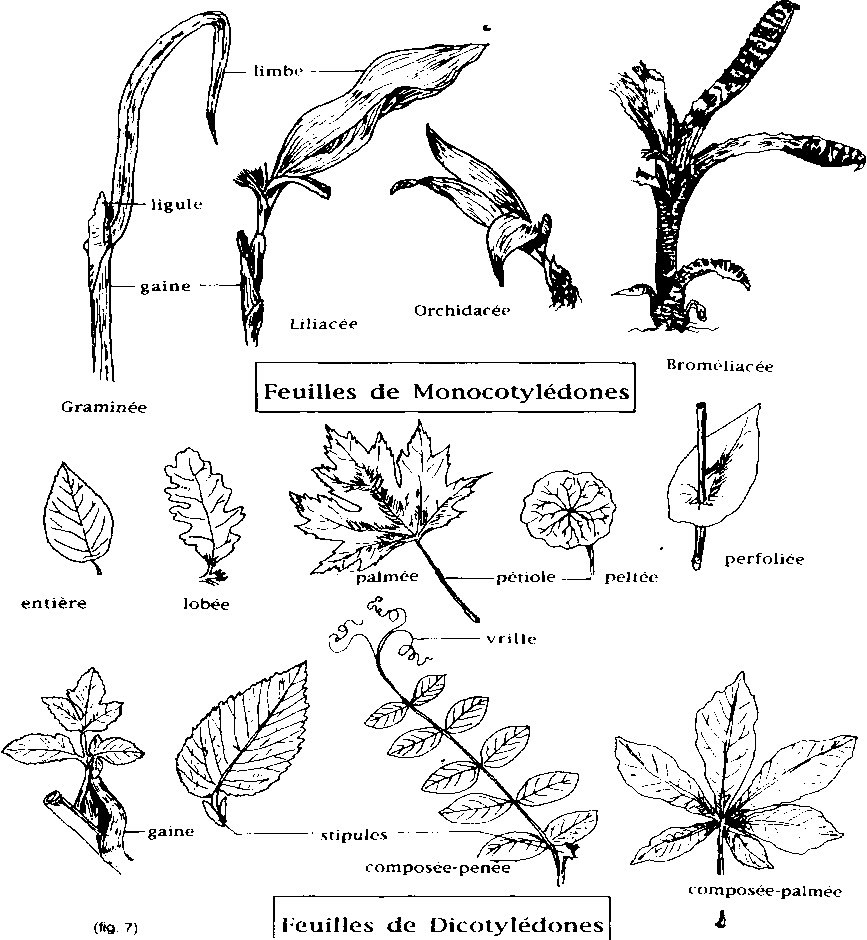 limbe
ligule
gaine
Liliacée
Orchidacée
Broméliacée
Graminée
Feuilles de Monocotylédones
entière
lobée
palmée
pétiole
peltée
perfoliée
vrille
gaine
stipules
composée-penée
composée-palmée
(fig. 7)
Feuilles de Dicotylédones